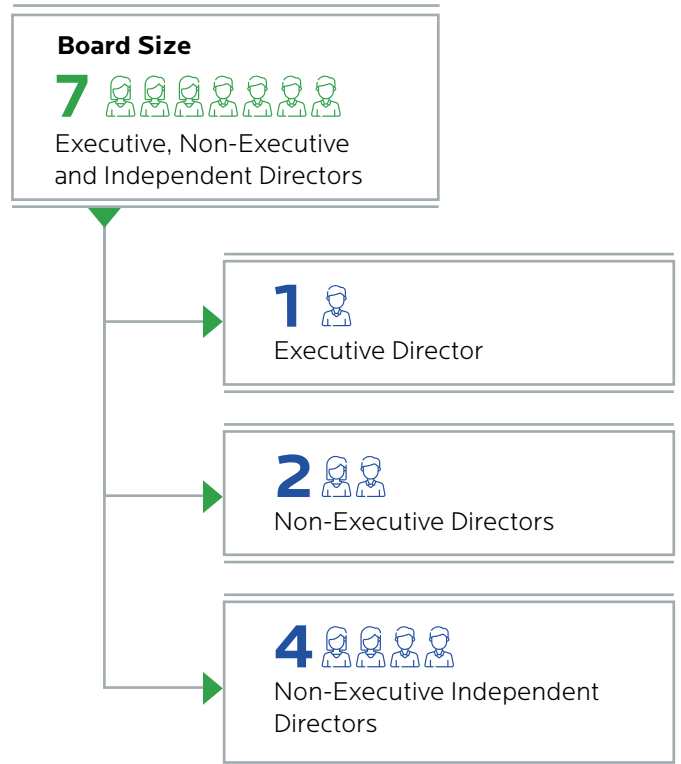 Board Size
7
Executive, Non-Executive
and Independent Directors
1
Executive Director
2
Non-Executive Directors
4
Non-Executive Independent
Directors